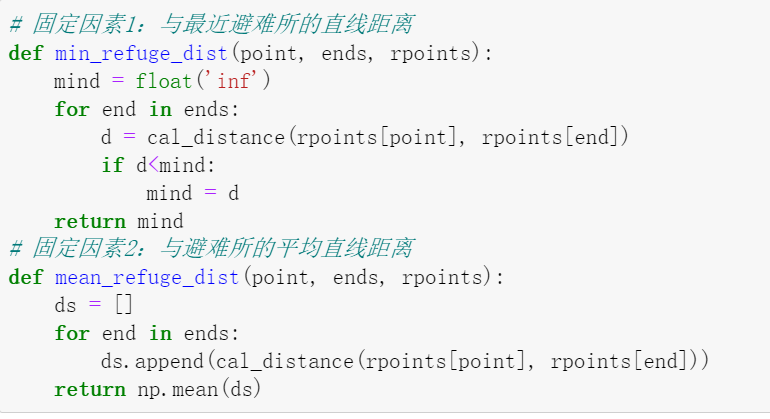 # 固定因素1：与最近避难所的直线距离
def min_refuge_dist(point, ends, rpoints):
    mind = float('inf')
    for end in ends:
        d = cal_distance(rpoints[point], rpoints[end])
        if d<mind:
            mind = d
    return mind
# 固定因素2：与避难所的平均直线距离
def mean_refuge_dist(point, ends, rpoints):
    ds = []
    for end in ends:
        ds.append(cal_distance(rpoints[point], rpoints[end]))
    return np.mean(ds)